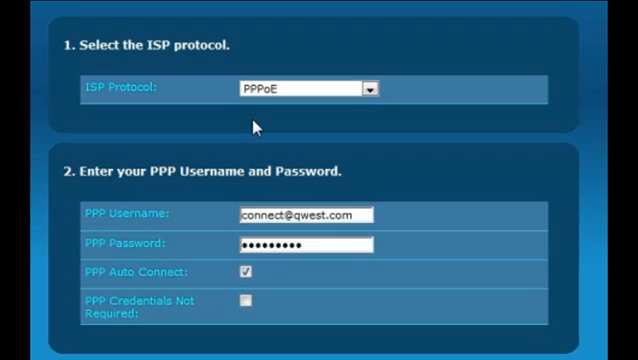 1. Select the ISP protocol.
ISP Protocol:
PPPoE
2. Enter your PPP Username and Password.
PPP Username:
connect@qwest.com
PPP Password:
•••••••••
PPP Auto Connect:
PPP Credentials Not
Required: